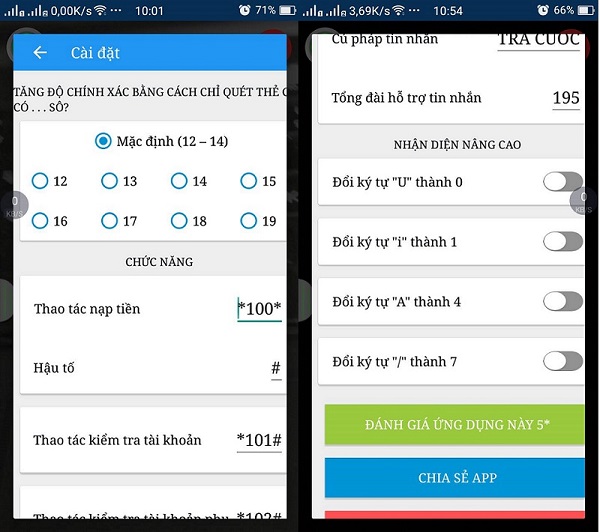 0,00K/s 10:01 71%
Cài đặt
TĂNG ĐỘ CHÍNH XÁC BẰNG CÁCH CHỈ QUÉT THẺ C
CÓ . . . SỐ?
Mặc định (12 – 14)
12 13 14 15
16 17 18 19
0
KB/S
CHỨC NĂNG
Thao tác nạp tiền *100*
Hậu tố #
Thao tác kiểm tra tài khoản *101#
Thao tác kiểm tra tài khoản phụ *102#
3,69K/s 10:54 66%
Cú pháp tin nhắn TRA CUOC
Tổng đài hỗ trợ tin nhắn 195
NHẬN DIỆN NÂNG CAO
Đổi ký tự "U" thành 0
0
KB/S
Đổi ký tự "i" thành 1
Đổi ký tự "A" thành 4
Đổi ký tự "/" thành 7
ĐÁNH GIÁ ỨNG DỤNG NÀY 5*
CHIA SẺ APP